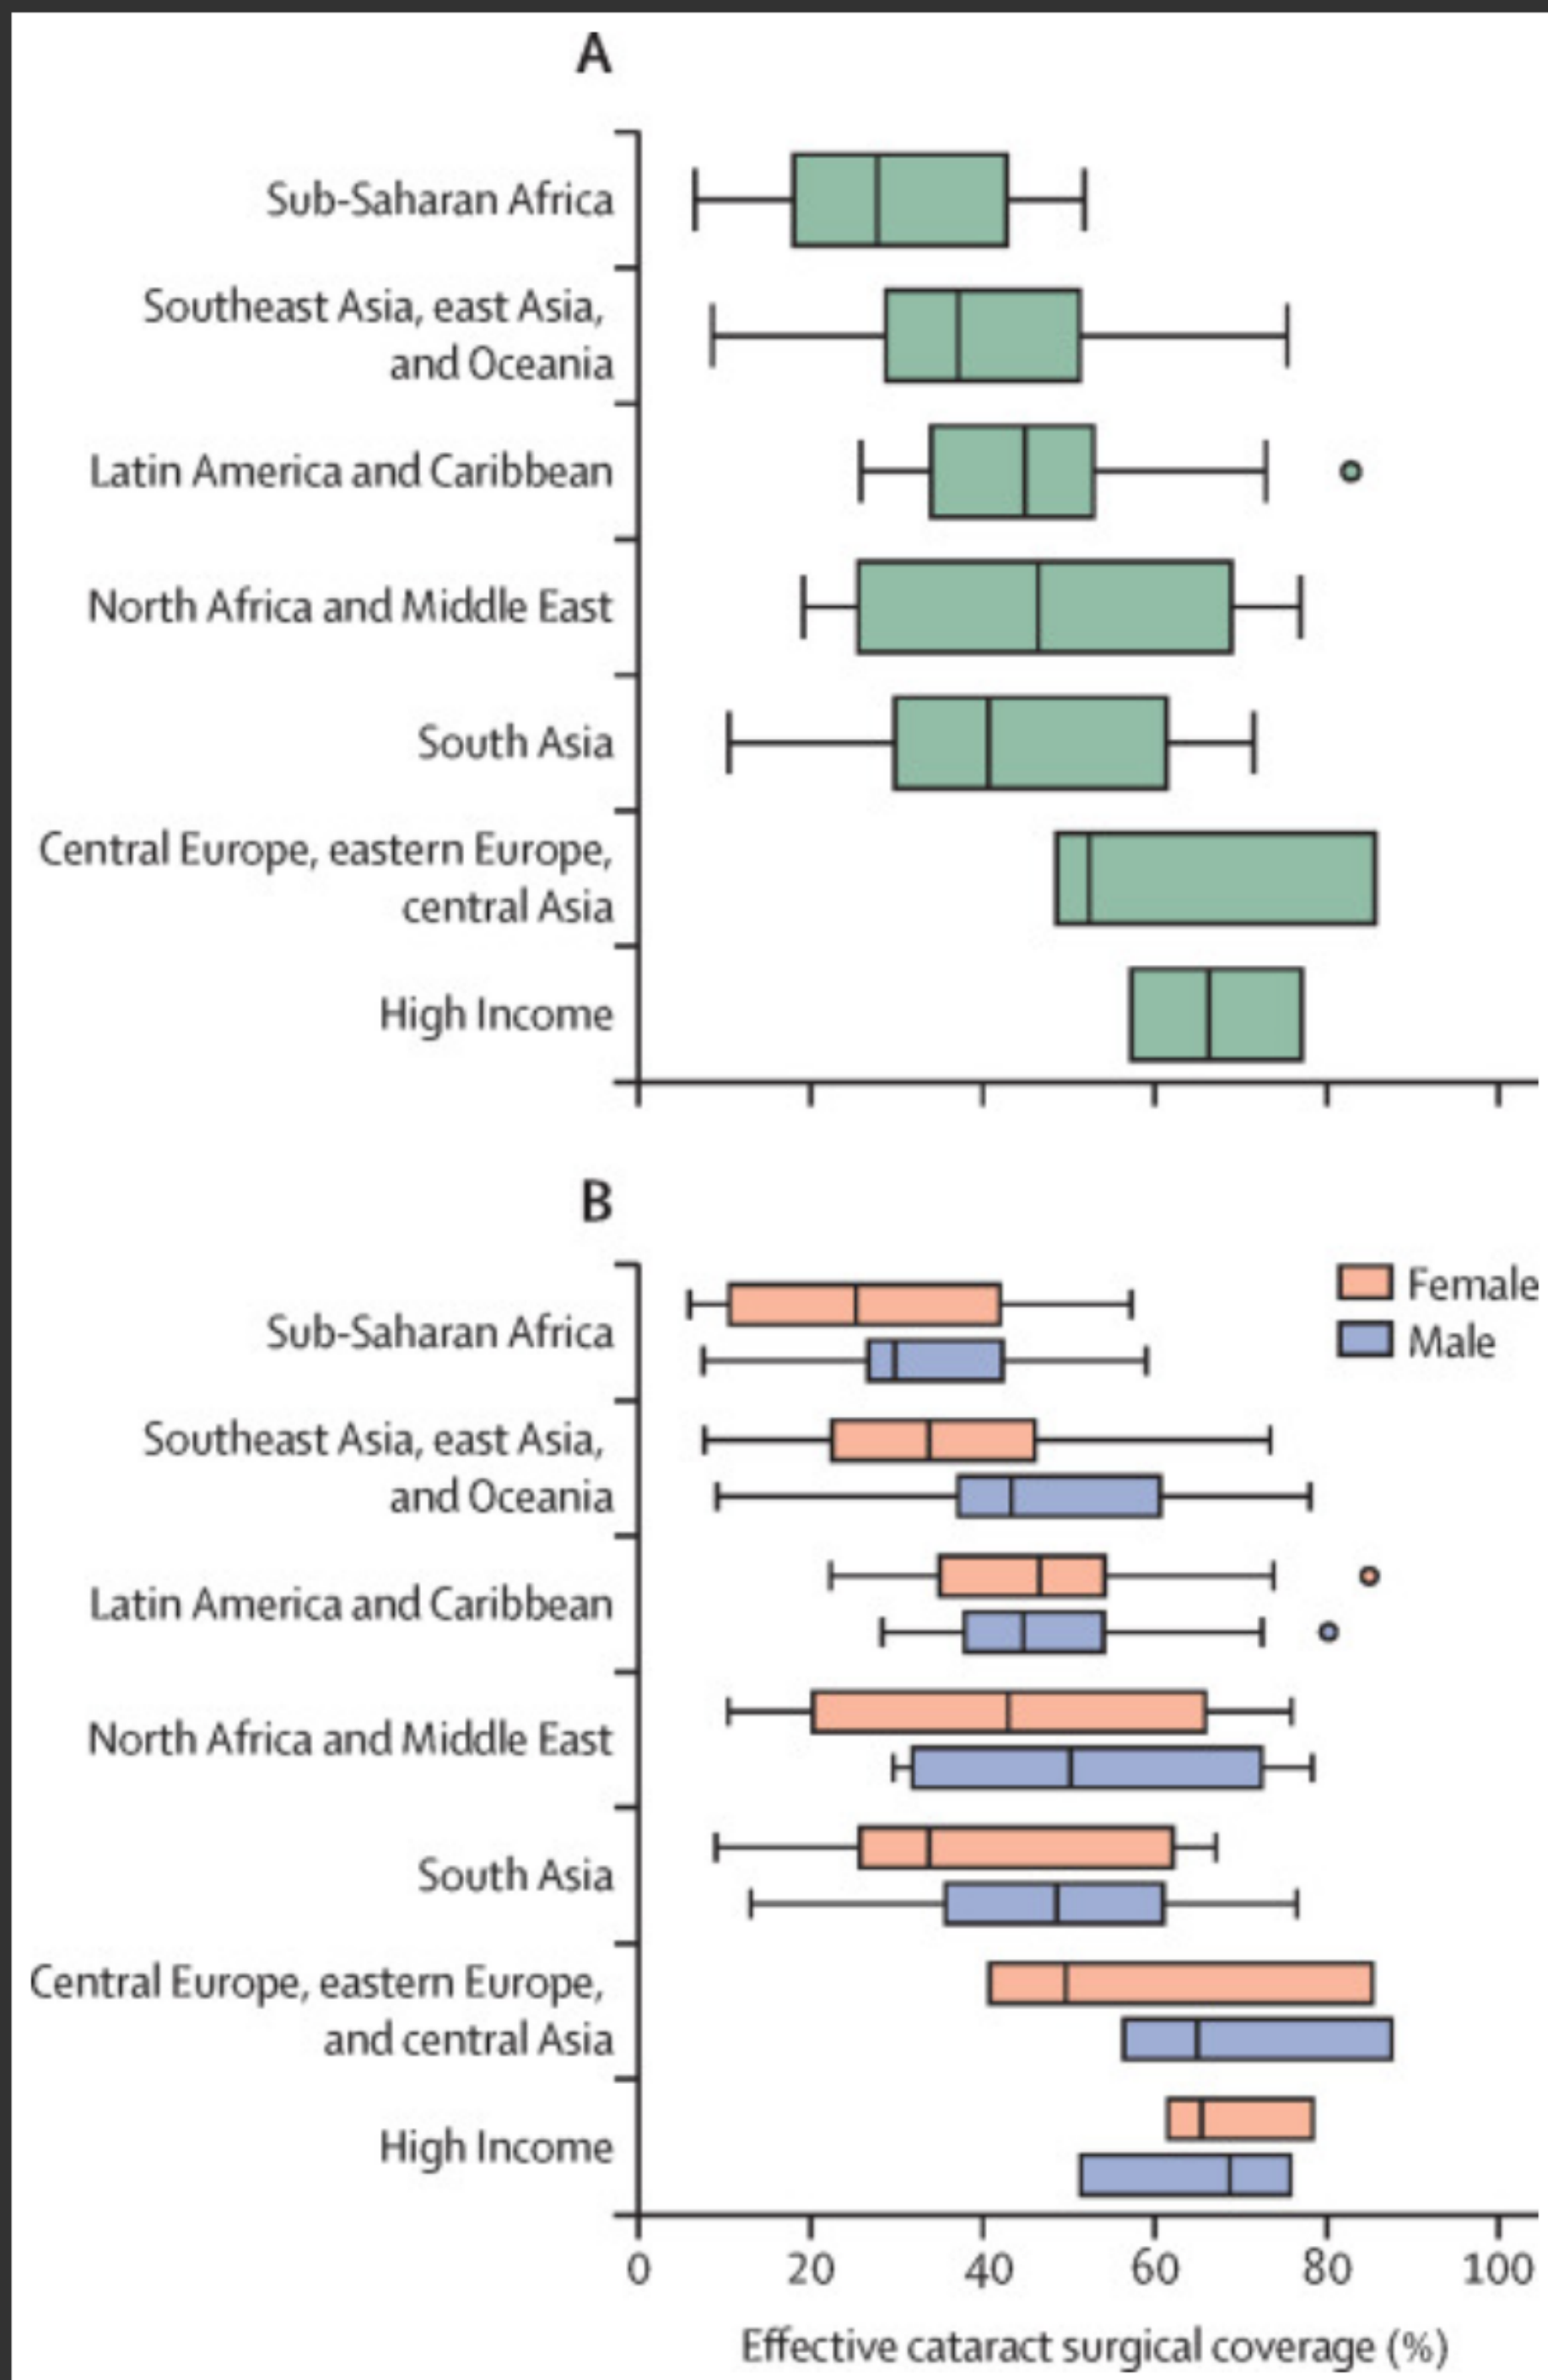 A
Sub-Saharan Africa
Southeast Asia, east Asia,
and Oceania
Latin America and Caribbean
North Africa and Middle East
South Asia
Central Europe, eastern Europe,
central Asia
High Income
B
Female
Male
Sub-Saharan Africa
Southeast Asia, east Asia,
and Oceania
Latin America and Caribbean
North Africa and Middle East
South Asia
Central Europe, eastern Europe,
and central Asia
High Income
0 20 40 60 80 100
Effective cataract surgical coverage (%)